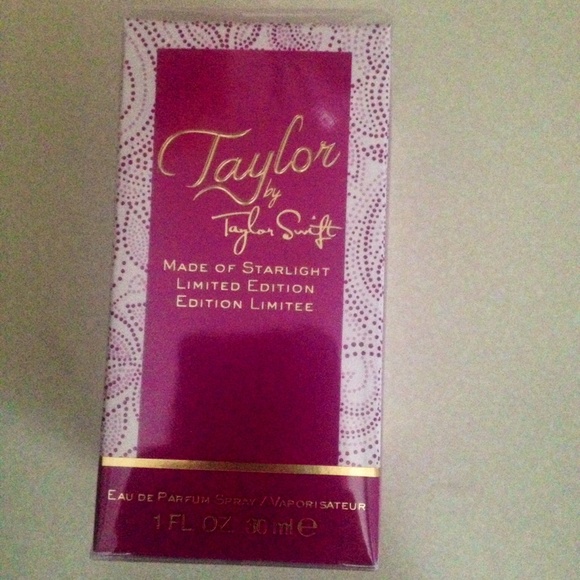 Taylor
by
Taylor Swift
MADE OF STARLIGHT
LIMITED EDITION
EDITION LIMITEE
EAU DE PARFUM SPRAY / VAPORISATEUR
1 FL OZ 30 ml ℮